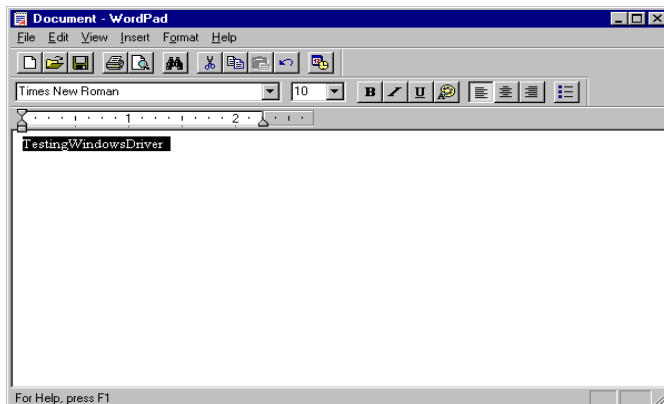 Document - WordPad
File Edit View Insert Format Help
Times New Roman 10 B I U
1 2
TestingWindowsDriver
For Help, press F1